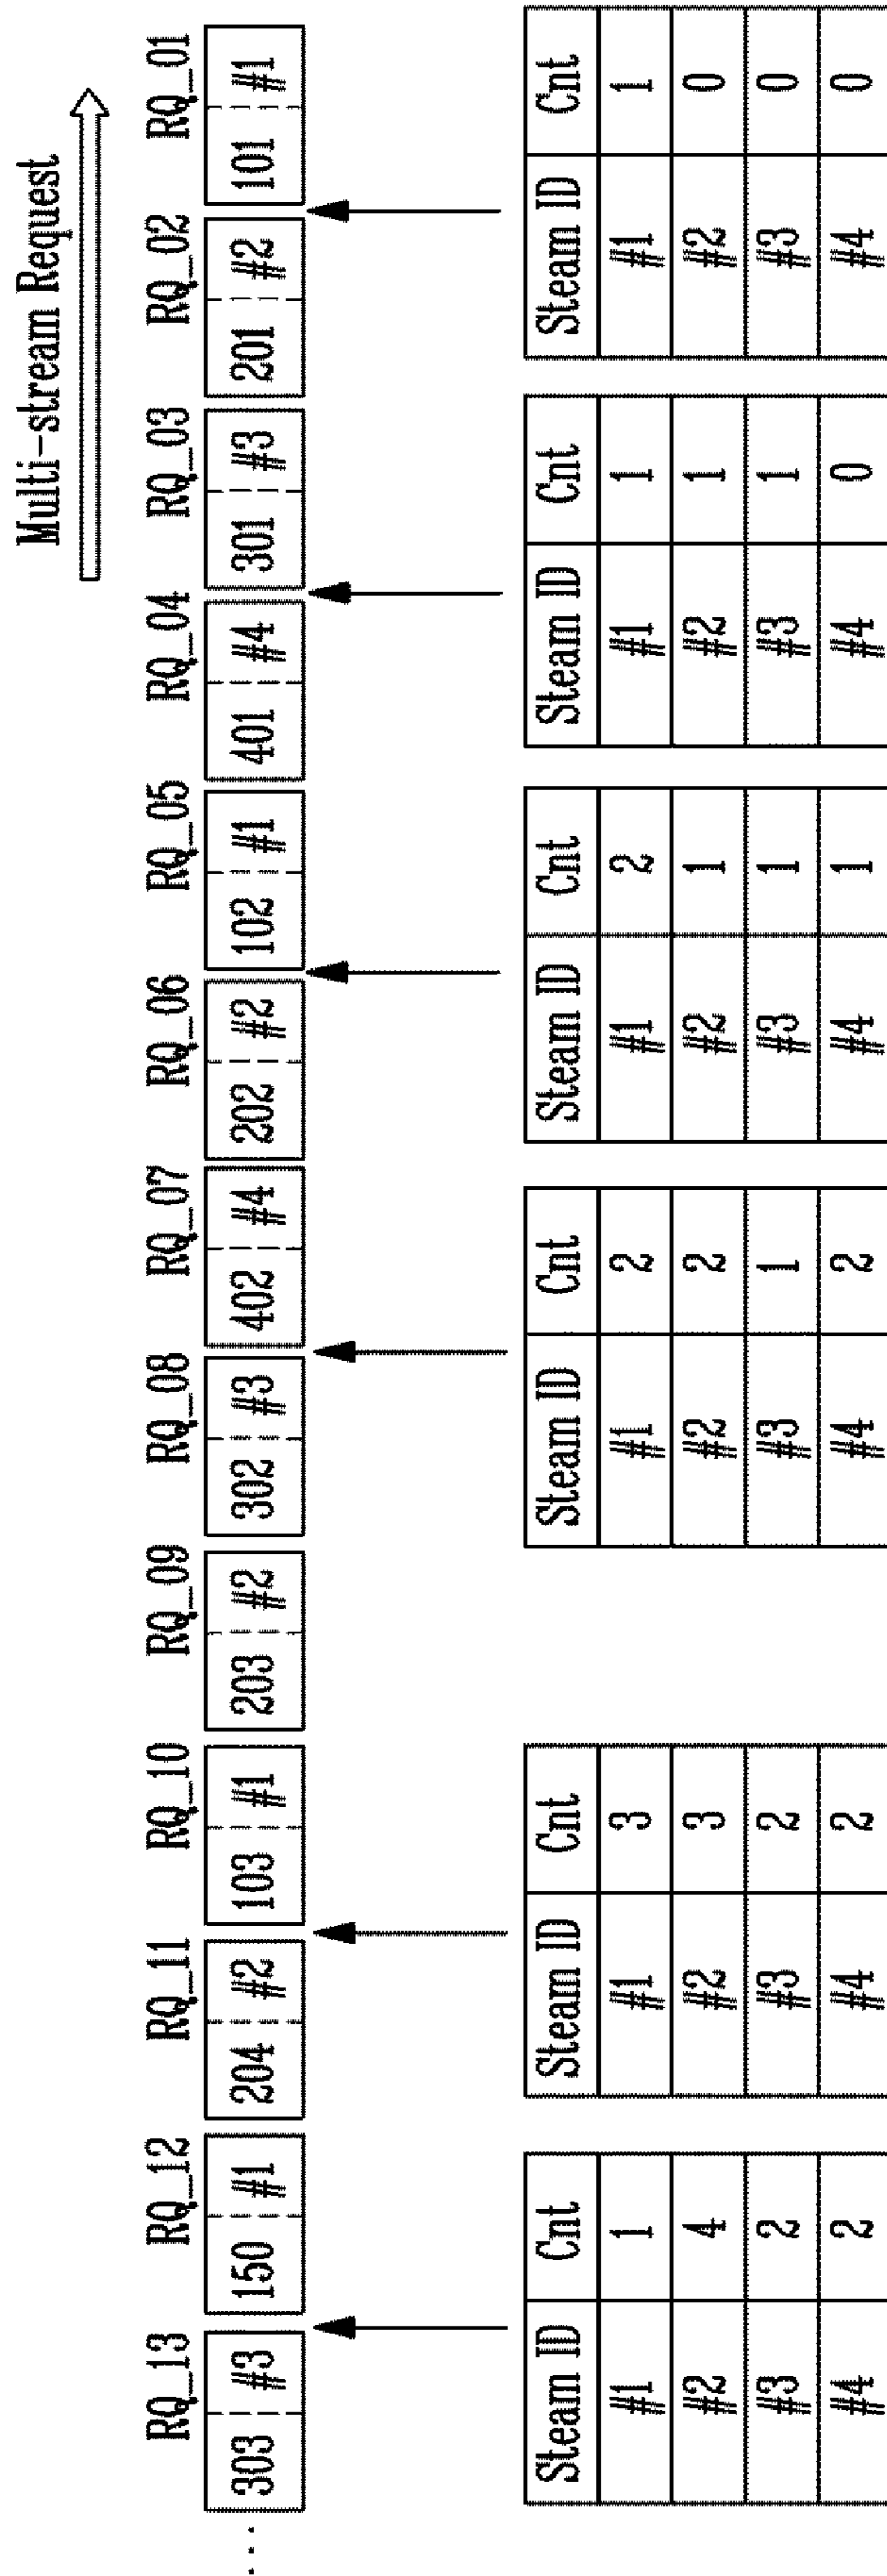 Multi-stream Request
RQ_13 RQ_12 RQ_11 RQ_10 RQ_09 RQ_08 RQ_07 RQ_06 RQ_05 RQ_04 RQ_03 RQ_02 RQ_01
... 303 #3 150 #1 204 #2 103 #1 203 #2 302 #3 402 #4 202 #2 102 #1 401 #4 301 #3 201 #2 101 #1
Steam ID Cnt Steam ID Cnt Steam ID Cnt Steam ID Cnt Steam ID Cnt Steam ID Cnt
#1 1 #1 3 #1 2 #1 2 #1 1 #1 1
#2 4 #2 3 #2 2 #2 1 #2 1 #2 0
#3 2 #3 2 #3 1 #3 1 #3 1 #3 0
#4 2 #4 2 #4 2 #4 1 #4 0 #4 0